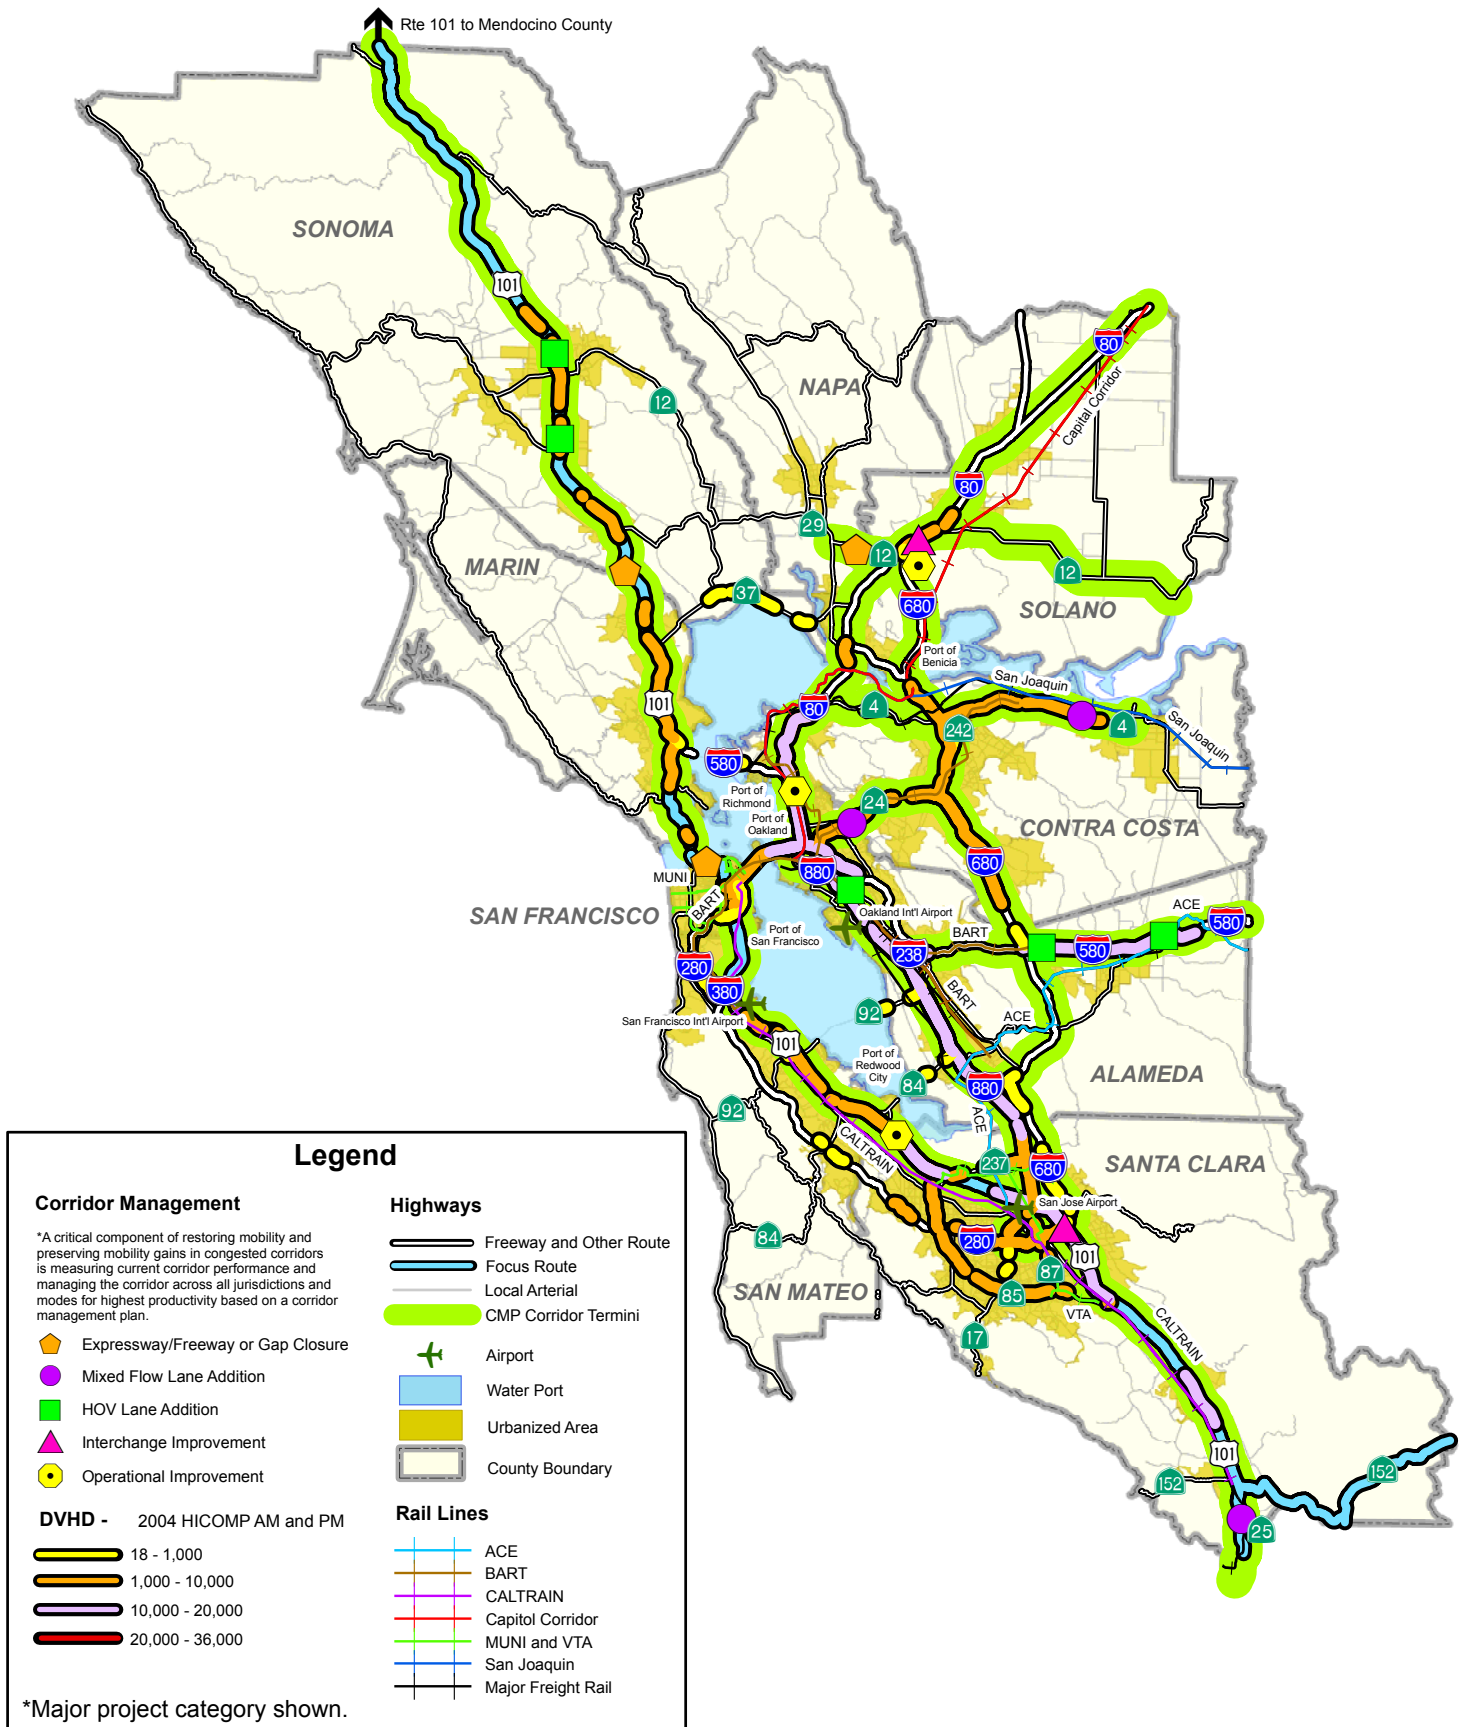 Rte 101 to Mendocino County
SONOMA
101
80
NAPA
Capital Corridor
12
80
29
12
MARIN
12
37
680
SOLANO
Port of
Benicia
San Joaquin
101
80
4
242
4
San Joaquin
580
Port of
Richmond
24
Port of
Oakland
CONTRA COSTA
680
MUNI
880
BART
ACE
SAN FRANCISCO
Oakland Int'l Airport
580
Port of
San Francisco
BART
580
238
280
380
BART
San Francisco Int'l Airport
92
ACE
101
Port of
Redwood
City
84
880
ALAMEDA
92
ACE
CALTRAIN
237
680
SANTA CLARA
San Jose Airport
84
280
101
87
SAN MATEO
85
VTA
CALTRAIN
17
101
152
152
25
Legend
Corridor Management
*A critical component of restoring mobility and
preserving mobility gains in congested corridors
is measuring current corridor performance and
managing the corridor across all jurisdictions and
modes for highest productivity based on a corridor
management plan.
Expressway/Freeway or Gap Closure
Mixed Flow Lane Addition
HOV Lane Addition
Interchange Improvement
Operational Improvement
DVHD - 2004 HICOMP AM and PM
18 - 1,000
1,000 - 10,000
10,000 - 20,000
20,000 - 36,000
*Major project category shown.
Highways
Freeway and Other Route
Focus Route
Local Arterial
CMP Corridor Termini
Airport
Water Port
Urbanized Area
County Boundary
Rail Lines
ACE
BART
CALTRAIN
Capitol Corridor
MUNI and VTA
San Joaquin
Major Freight Rail